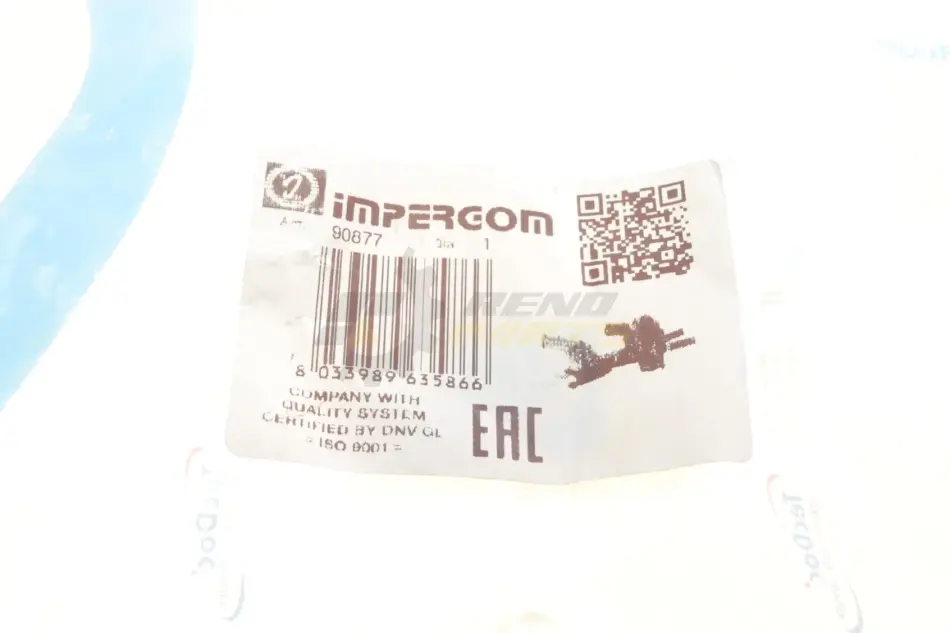 IMPERGOM
90877 1
RENO
PARTS
8 033989 635866
COMPANY WITH
QUALITY SYSTEM
CERTIFIED BY DNV GL
= ISO 9001 =
EAC
TecDoc
TecDoc